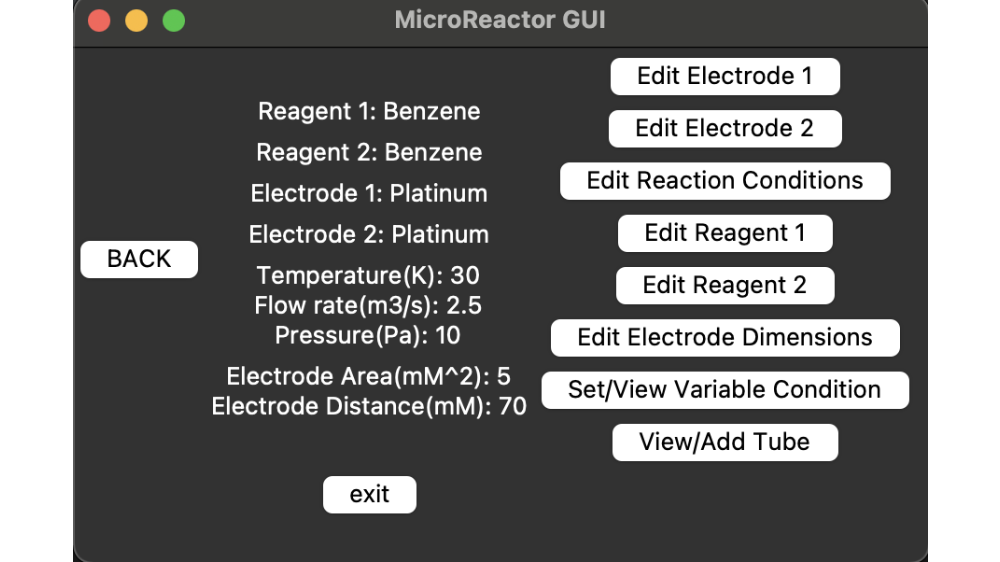 MicroReactor GUI
Reagent 1: Benzene
Reagent 2: Benzene
Electrode 1: Platinum
Electrode 2: Platinum
Temperature(K): 30
Flow rate(m3/s): 2.5
Pressure(Pa): 10
Electrode Area(mM^2): 5
Electrode Distance(mM): 70
BACK
exit
Edit Electrode 1
Edit Electrode 2
Edit Reaction Conditions
Edit Reagent 1
Edit Reagent 2
Edit Electrode Dimensions
Set/View Variable Condition
View/Add Tube